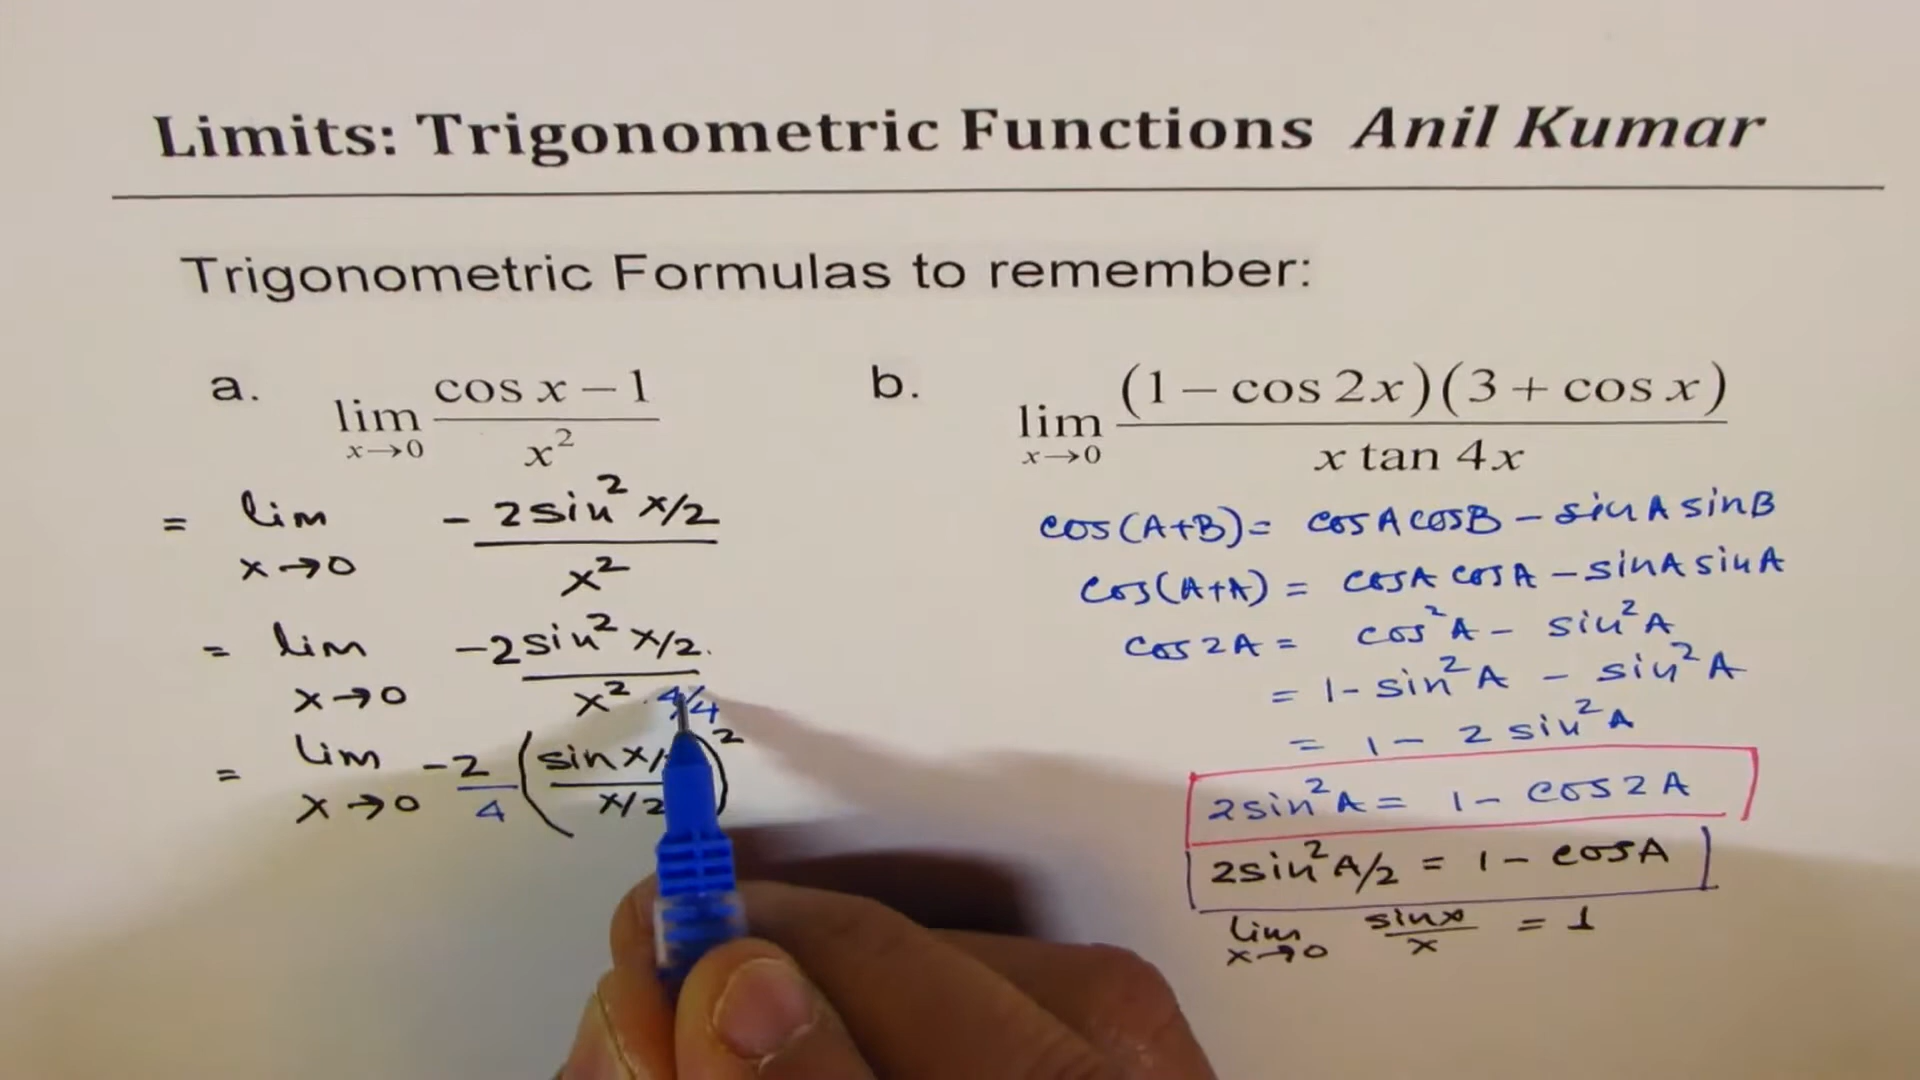 Limits: Trigonometric Functions Anil Kumar
Trigonometric Formulas to remember:
a. lim x→0 (cos x − 1)/x²
= lim x→0 − 2sin² x/2 / x²
= lim x→0 −2sin² x/2 / x² · 4/4
= lim x→0 −2/4 (sin x/ / x/2)²
b. lim x→0 (1 − cos 2x)(3 + cos x) / x tan 4x
cos(A+B) = cosA cosB − sinA sinB
cos(A+A) = cosA cosA − sinA sinA
cos2A = cos²A − sin²A
= 1 − sin²A − sin²A
= 1 − 2 sin²A
2sin²A = 1 − cos2A
2sin²A/2 = 1 − cosA
lim x→0 sinx/x = 1